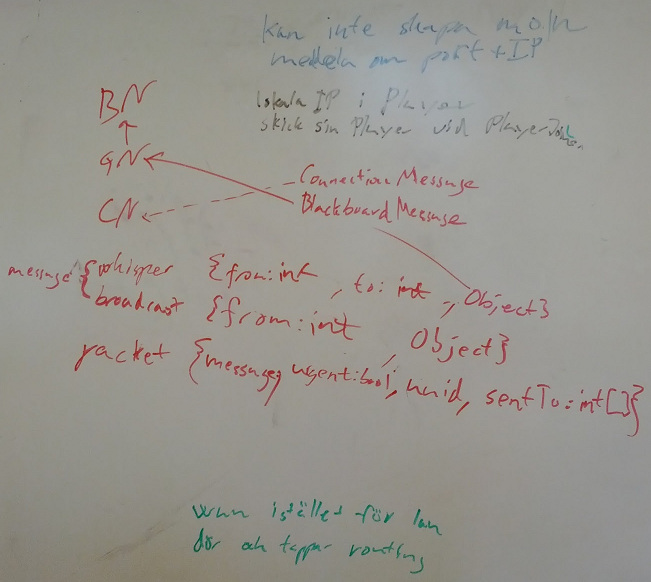 kan inte skapa moln
meddela om port + IP
lokala IP i Player
skick sin Player vid
BN
GN
CN
Connection Message
Blackboard Message
message { whisper {from:int, to:int, Object}
broadcast {from:int, Object}
packet {message, urgent:bool, uuid, sentTo:int[]}
wwn istället för lan
dör och tappar routing